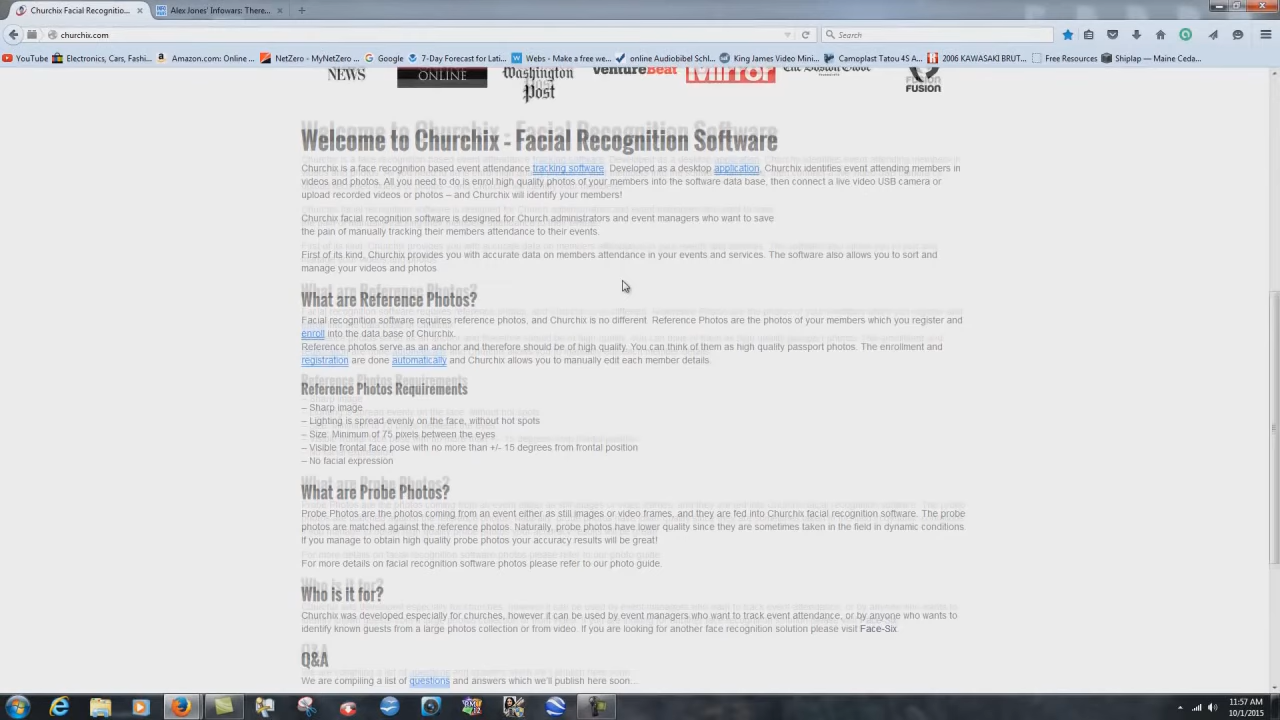 Churchix Facial Recognitio...
Alex Jones' Infowars: There...
churchix.com
Search
YouTube Electronics, Cars, Fashi... Amazon.com: Online ... NetZero - MyNetZero ... Google 7-Day Forecast for Lati... Webs - Make a free we... online Audiobibel Schl... King James Video Mini... Camoplast Tatou 4S A... 2006 KAWASAKI BRUT... Free Resources Shiplap — Maine Ceda...
NEWS ONLINE Washington Post VentureBeat Mirror The Boston Globe FUSION
Welcome to Churchix - Facial Recognition Software
Churchix is a face recognition based event attendance tracking software. Developed as a desktop application, Churchix identifies event attending members in
videos and photos. All you need to do is enrol high quality photos of your members into the software data base, then connect a live video USB camera or
upload recorded videos or photos – and Churchix will identify your members!
Churchix facial recognition software is designed for Church administrators and event managers who want to save
the pain of manually tracking their members attendance to their events.
First of its kind, Churchix provides you with accurate data on members attendance in your events and services. The software also allows you to sort and
manage your videos and photos
What are Reference Photos?
Facial recognition software requires reference photos, and Churchix is no different. Reference Photos are the photos of your members which you register and
enroll into the data base of Churchix.
Reference photos serve as an anchor and therefore should be of high quality. You can think of them as high quality passport photos. The enrollment and
registration are done automatically and Churchix allows you to manually edit each member details.
Reference Photos Requirements
– Sharp image
– Lighting is spread evenly on the face, without hot spots
– Size: Minimum of 75 pixels between the eyes
– Visible frontal face pose with no more than +/- 15 degrees from frontal position
– No facial expression
What are Probe Photos?
Probe Photos are the photos coming from an event either as still images or video frames, and they are fed into Churchix facial recognition software. The probe
photos are matched against the reference photos. Naturally, probe photos have lower quality since they are sometimes taken in the field in dynamic conditions.
If you manage to obtain high quality probe photos your accuracy results will be great!
For more details on facial recognition software photos please refer to our photo guide.
Who is it for?
Churchix was developed especially for churches, however it can be used by event managers who want to track event attendance, or by anyone who wants to
identify known guests from a large photos collection or from video. If you are looking for another face recognition solution please visit Face-Six.
Q&A
We are compiling a list of questions and answers which we'll publish here soon...
11:57 AM
10/1/2015